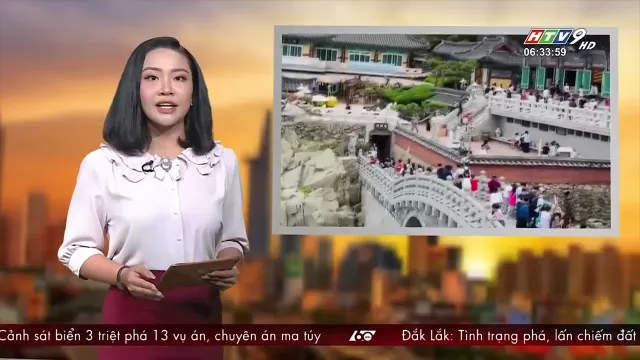 HTV9 HD
06:33:59
Cảnh sát biển 3 triệt phá 13 vụ án, chuyên án ma túy
Đắk Lắk: Tình trạng phá, lấn chiếm đất